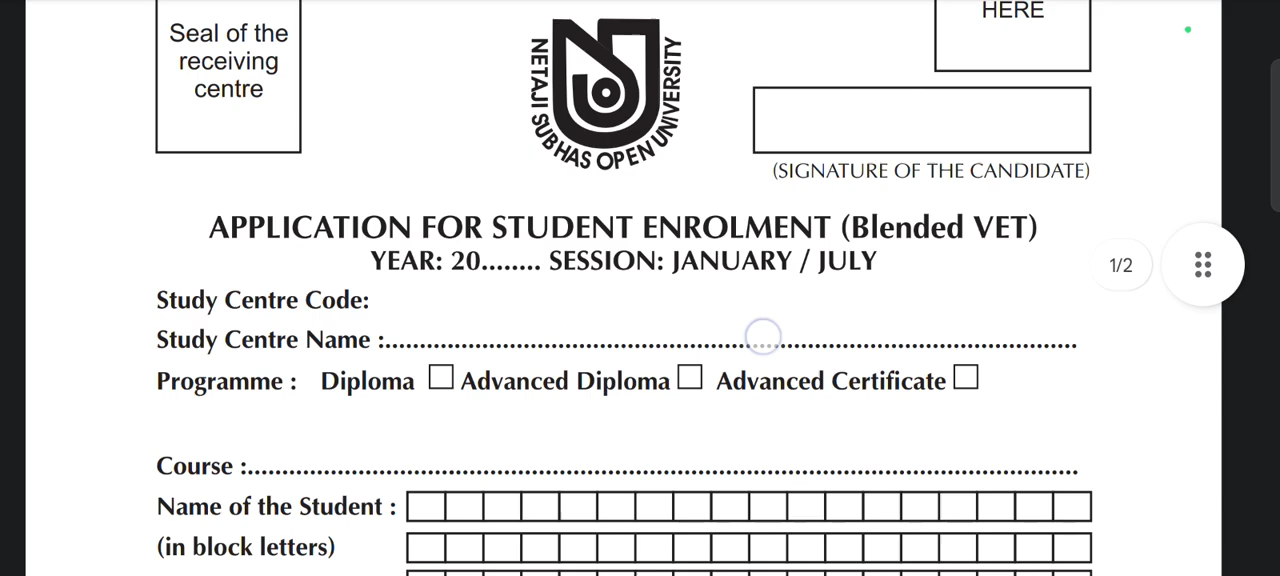 HERE
Seal of the
receiving
centre
NETAJI SUBHAS OPEN UNIVERSITY
(SIGNATURE OF THE CANDIDATE)
APPLICATION FOR STUDENT ENROLMENT (Blended VET)
YEAR: 20........ SESSION: JANUARY / JULY
1/2
Study Centre Code:
Study Centre Name :..........................................................................................................................
Programme : Diploma Advanced Diploma Advanced Certificate
Course :..........................................................................................................................
Name of the Student :
(in block letters)